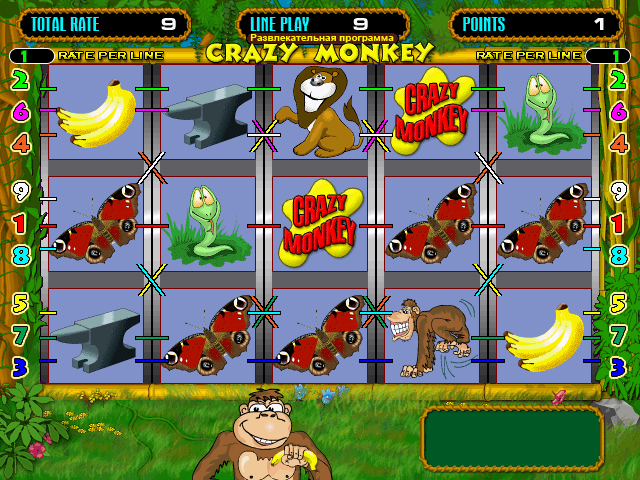 TOTAL RATE 9 LINE PLAY 9 POINTS 1
Развлекательная программа
1 RATE PER LINE CRAZY MONKEY RATE PER LINE 1
2 2
6 6
4 4
CRAZY
MONKEY
9 9
1 1
8 8
CRAZY
MONKEY
5 5
7 7
3 3